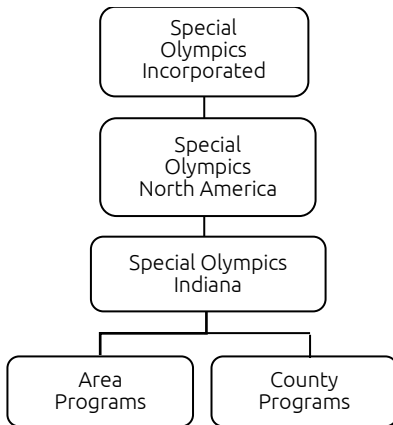 Special
Olympics
Incorporated
Special
Olympics
North America
Special Olympics
Indiana
Area
Programs
County
Programs